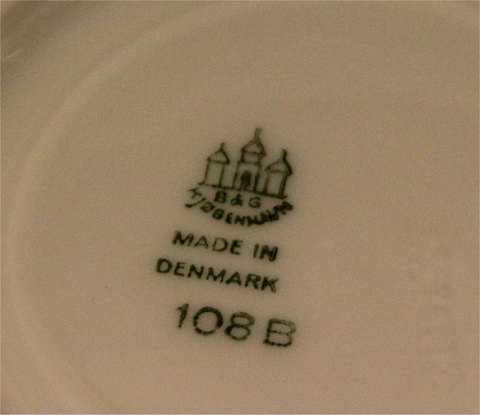 B & G
KJØBENHAVN
MADE IN
DENMARK
108 B